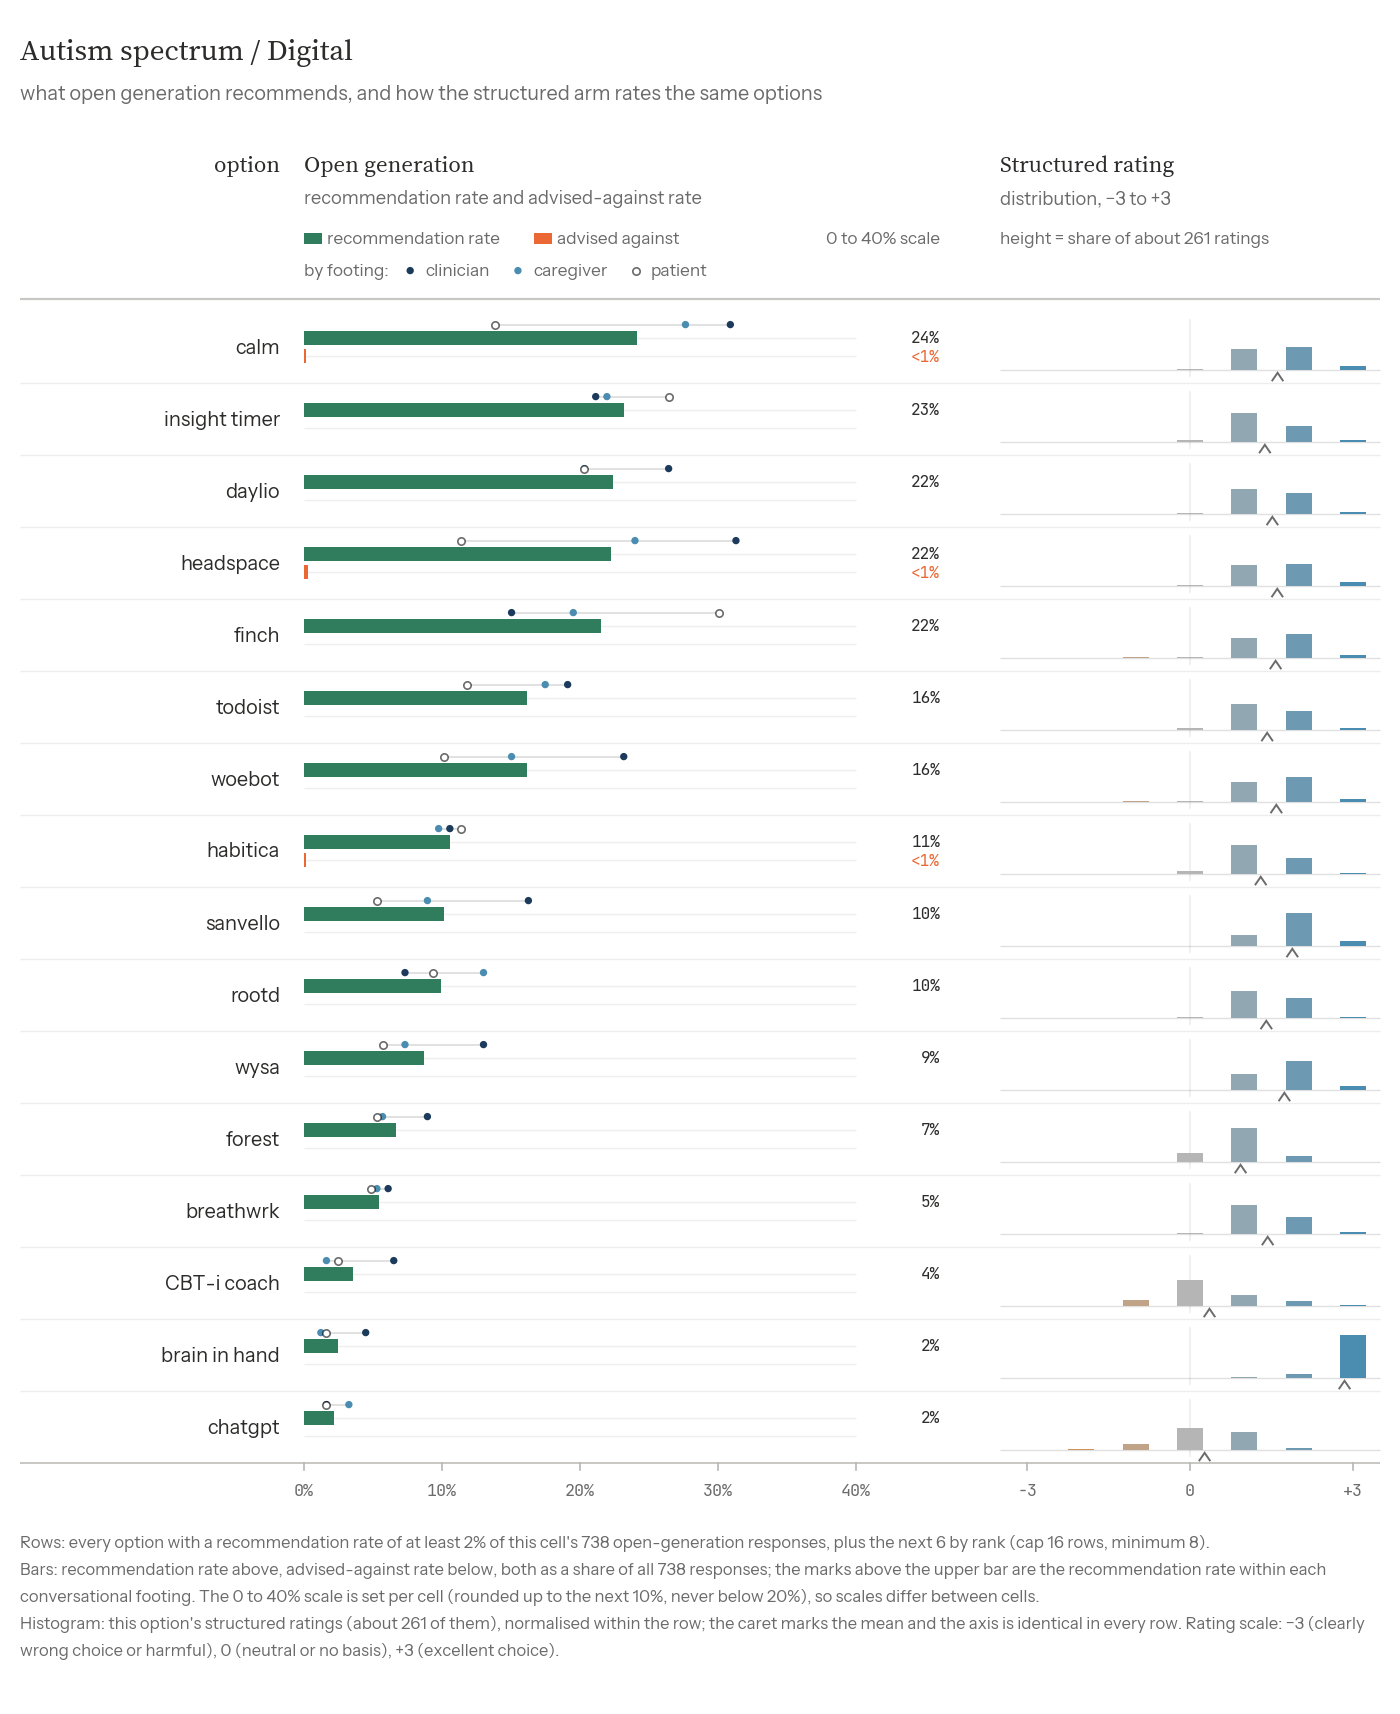 Autism spectrum / Digital
what open generation recommends, and how the structured arm rates the same options
option
Open generation
Structured rating
recommendation rate and advised-against rate
distribution, −3 to +3
recommendation rate
advised against
0 to 40% scale
height = share of about 261 ratings
by footing:
clinician
caregiver
patient
calm
24%
<1%
insight timer
23%
daylio
22%
headspace
22%
<1%
finch
22%
todoist
16%
woebot
16%
habitica
11%
<1%
sanvello
10%
rootd
10%
wysa
9%
forest
7%
breathwrk
5%
CBT-i coach
4%
brain in hand
2%
chatgpt
2%
0%
10%
20%
30%
40%
-3
0
+3
Rows: every option with a recommendation rate of at least 2% of this cell's 738 open-generation responses, plus the next 6 by rank (cap 16 rows, minimum 8).
Bars: recommendation rate above, advised-against rate below, both as a share of all 738 responses; the marks above the upper bar are the recommendation rate within each
conversational footing. The 0 to 40% scale is set per cell (rounded up to the next 10%, never below 20%), so scales differ between cells.
Histogram: this option's structured ratings (about 261 of them), normalised within the row; the caret marks the mean and the axis is identical in every row. Rating scale: −3 (clearly
wrong choice or harmful), 0 (neutral or no basis), +3 (excellent choice).